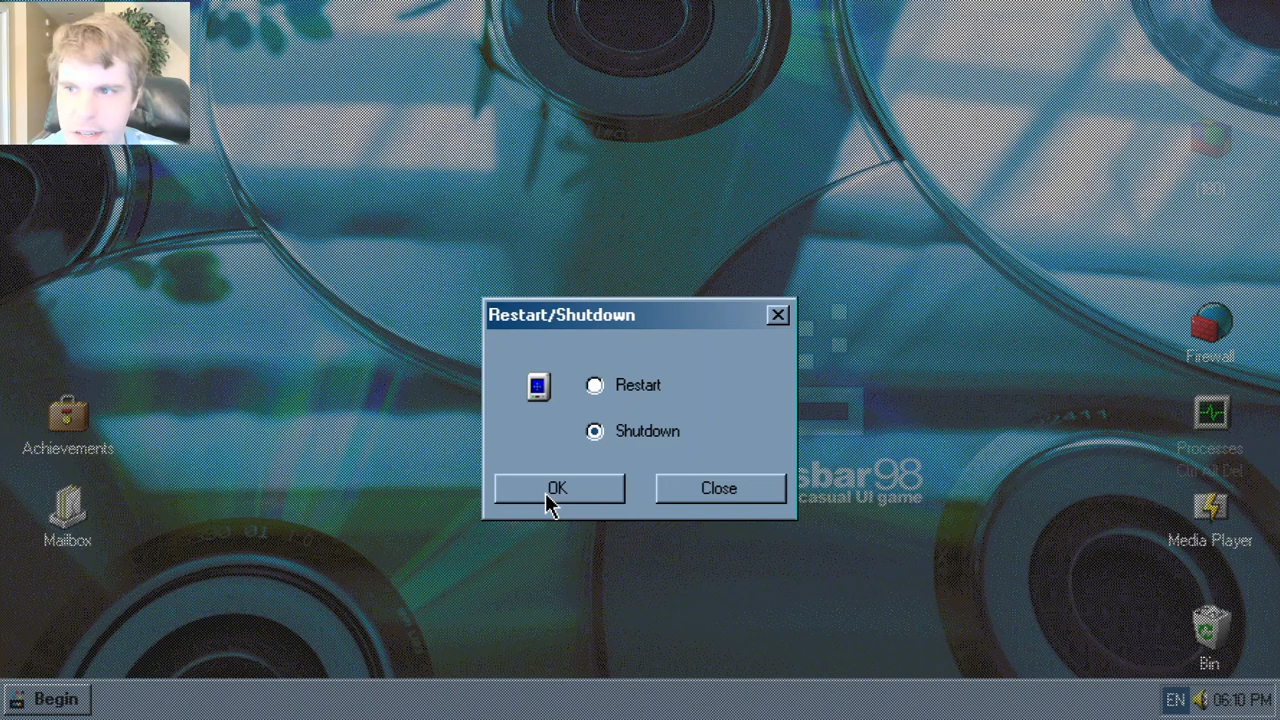 Restart/Shutdown
Restart
Shutdown
OK
Close
sbar98
casual UI game
Achievements
Mailbox
Firewall
Processes
Ctrl Alt Del
Media Player
Bin
Begin
EN
06:10 PM